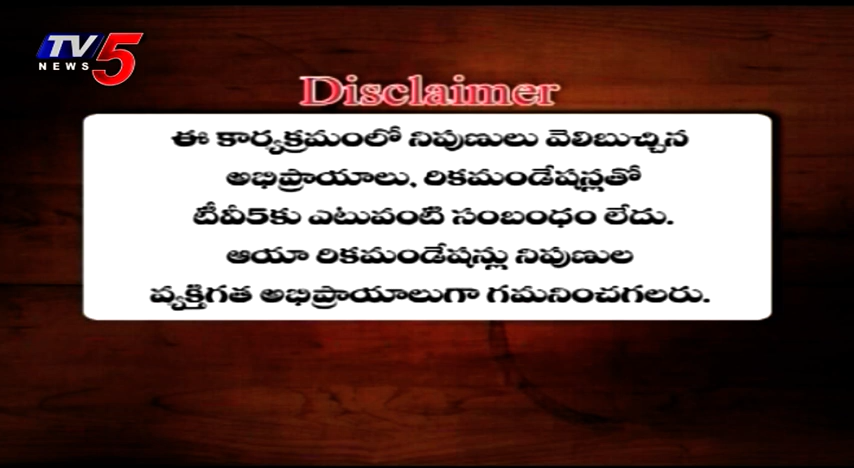 TV5
NEWS
Disclaimer
ఈ కార్యక్రమంలో నిపుణులు వెలిబుచ్చిన
అభిప్రాయాలు, రికమండేషన్లతో
టీవీ5కు ఎటువంటి సంబంధం లేదు.
ఆయా రికమండేషన్లు నిపుణుల
వ్యక్తిగత అభిప్రాయాలుగా గమనించగలరు.